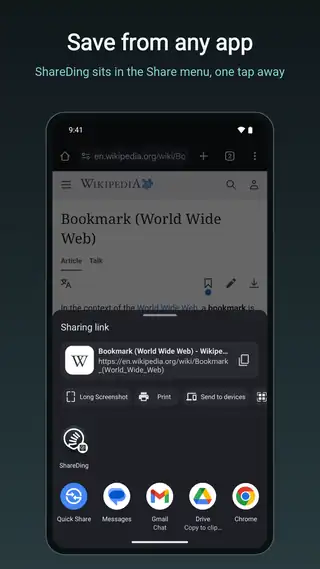 Save from any app
ShareDing sits in the Share menu, one tap away
9:41
en.wikipedia.org/wiki/Bo
3
WIKIPEDIA
Bookmark (World Wide
Web)
Article Talk
In the context of the World Wide Web, a bookmark is
Sharing link
W
Bookmark (World Wide Web) - Wikipe...
https://en.wikipedia.org/wiki/Bookmark
_(World_Wide_Web)
Long Screenshot Print Send to devices
ShareDing
Quick Share Messages Gmail Drive Chrome
Chat Copy to clip...